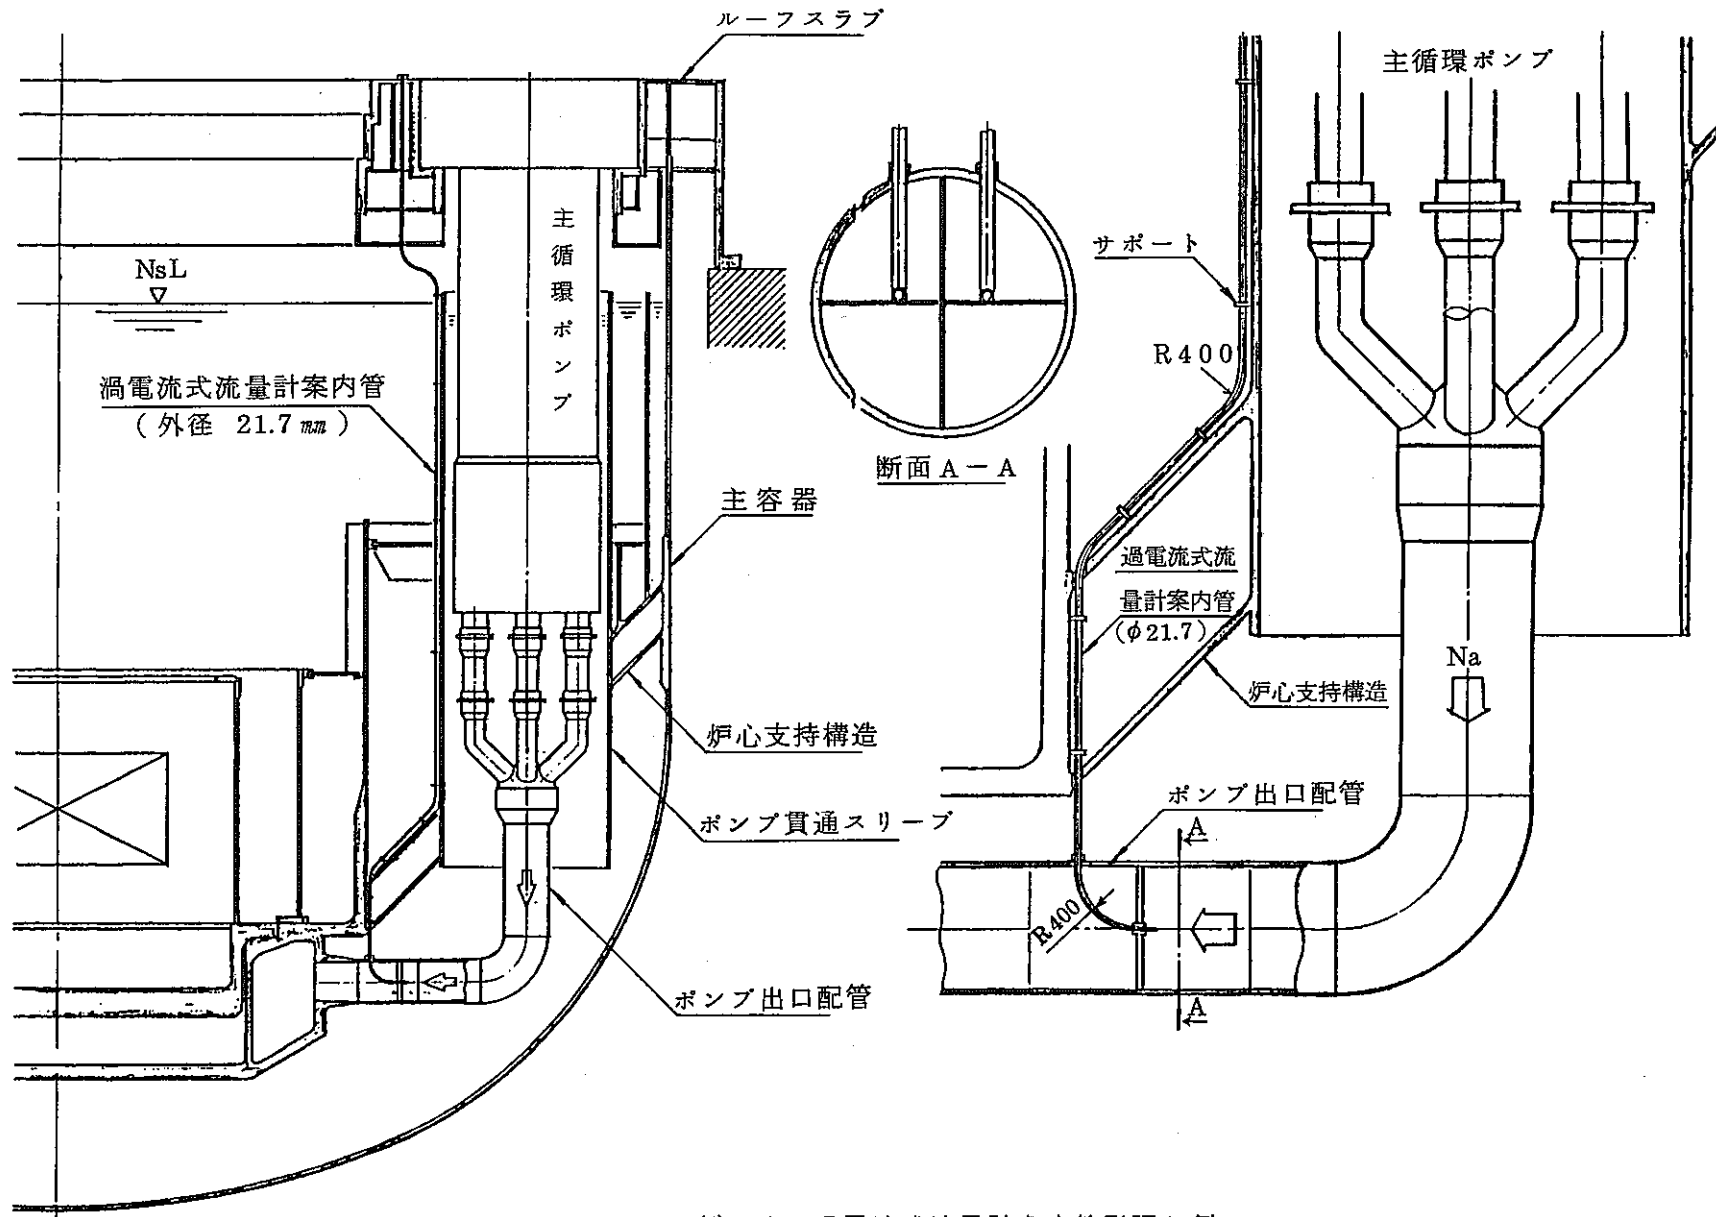 ルーフスラブ
主循環ポンプ
NsL
渦電流式流量計案内管
(外径 21.7㎜)
主容器
炉心支持構造
ポンプ貫通スリーブ
ポンプ出口配管
断面A-A
主循環ポンプ
サポート
R400
過電流式流
量計案内管
(φ21.7)
Na
炉心支持構造
ポンプ出口配管
A
R400
A